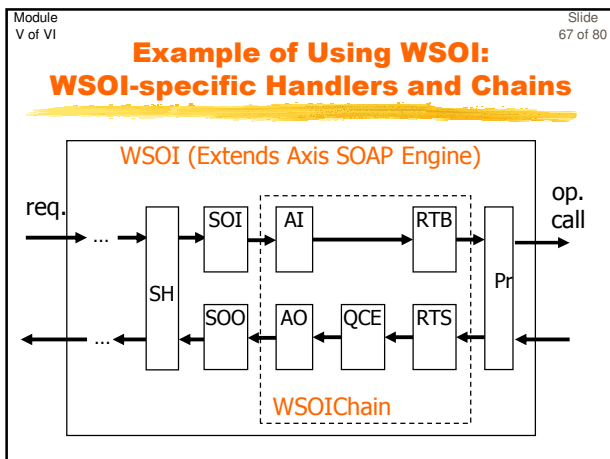 Module
V of VI
Slide
67 of 80
Example of Using WSOI:
WSOI-specific Handlers and Chains
WSOI (Extends Axis SOAP Engine)
req.
op.
call
...
SH
SOI
AI
RTB
Pr
...
SOO
AO
QCE
RTS
WSOIChain